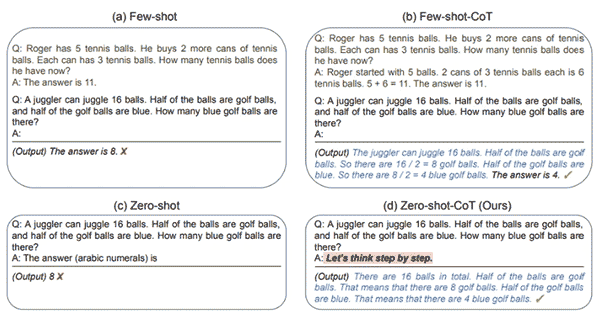 (a) Few-shot
Q: Roger has 5 tennis balls. He buys 2 more cans of tennis
balls. Each can has 3 tennis balls. How many tennis balls does
he have now?
A: The answer is 11.
Q: A juggler can juggle 16 balls. Half of the balls are golf balls,
and half of the golf balls are blue. How many blue golf balls are
there?
A:
(Output) The answer is 8. X
(b) Few-shot-CoT
Q: Roger has 5 tennis balls. He buys 2 more cans of tennis
balls. Each can has 3 tennis balls. How many tennis balls does
he have now?
A: Roger started with 5 balls. 2 cans of 3 tennis balls each is 6
tennis balls. 5 + 6 = 11. The answer is 11.
Q: A juggler can juggle 16 balls. Half of the balls are golf balls,
and half of the golf balls are blue. How many blue golf balls are
there?
A:
(Output) The juggler can juggle 16 balls. Half of the balls are golf
balls. So there are 16 / 2 = 8 golf balls. Half of the golf balls are
blue. So there are 8 / 2 = 4 blue golf balls. The answer is 4. ✓
(c) Zero-shot
Q: A juggler can juggle 16 balls. Half of the balls are golf balls,
and half of the golf balls are blue. How many blue golf balls are
there?
A: The answer (arabic numerals) is
(Output) 8 X
(d) Zero-shot-CoT (Ours)
Q: A juggler can juggle 16 balls. Half of the balls are golf balls,
and half of the golf balls are blue. How many blue golf balls are
there?
A: Let's think step by step.
(Output) There are 16 balls in total. Half of the balls are golf
balls. That means that there are 8 golf balls. Half of the golf balls
are blue. That means that there are 4 blue golf balls. ✓